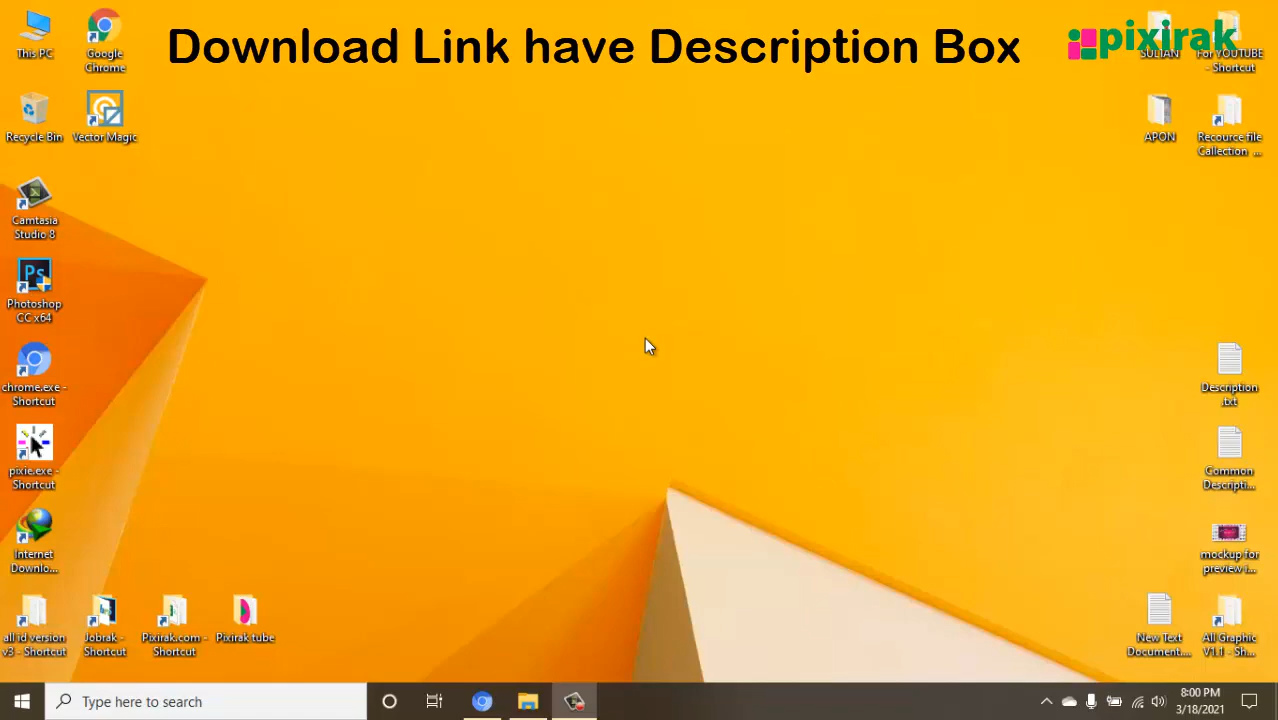 Download Link have Description Box
pixirak
This PC
Google
Chrome
SULTAN
For YOUTUBE
- Shortcut
Recycle Bin
Vector Magic
APON
Recource file
Callection_...
Camtasia
Studio 8
Ps
Photoshop
CC x64
chrome.exe -
Shortcut
Description
.txt
pixie.exe -
Shortcut
Common
Descripti...
Internet
Downlo...
mockup for
preview i...
all id version
v3 - Shortcut
Jobrak -
Shortcut
Pixirak.com -
Shortcut
Pixirak tube
New Text
Document....
All Graphic
V1.1 - Sh...
Type here to search
8:00 PM
3/18/2021